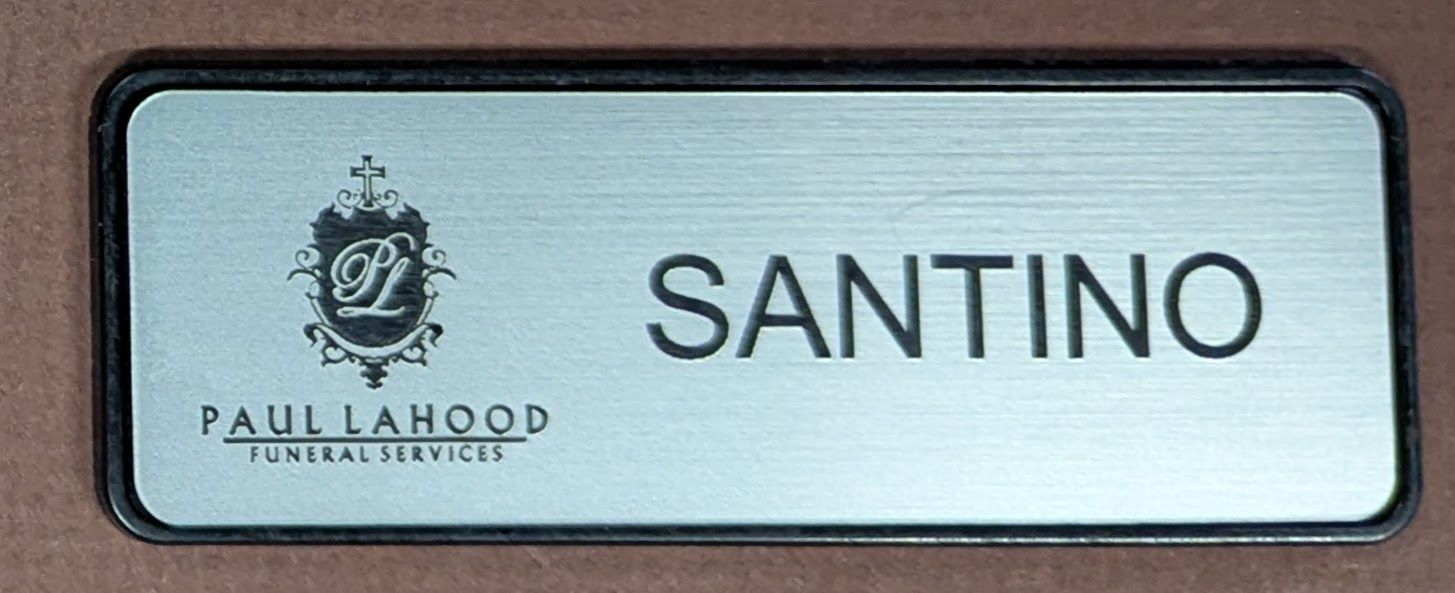 PL
PAUL LAHOOD
FUNERAL SERVICES
SANTINO